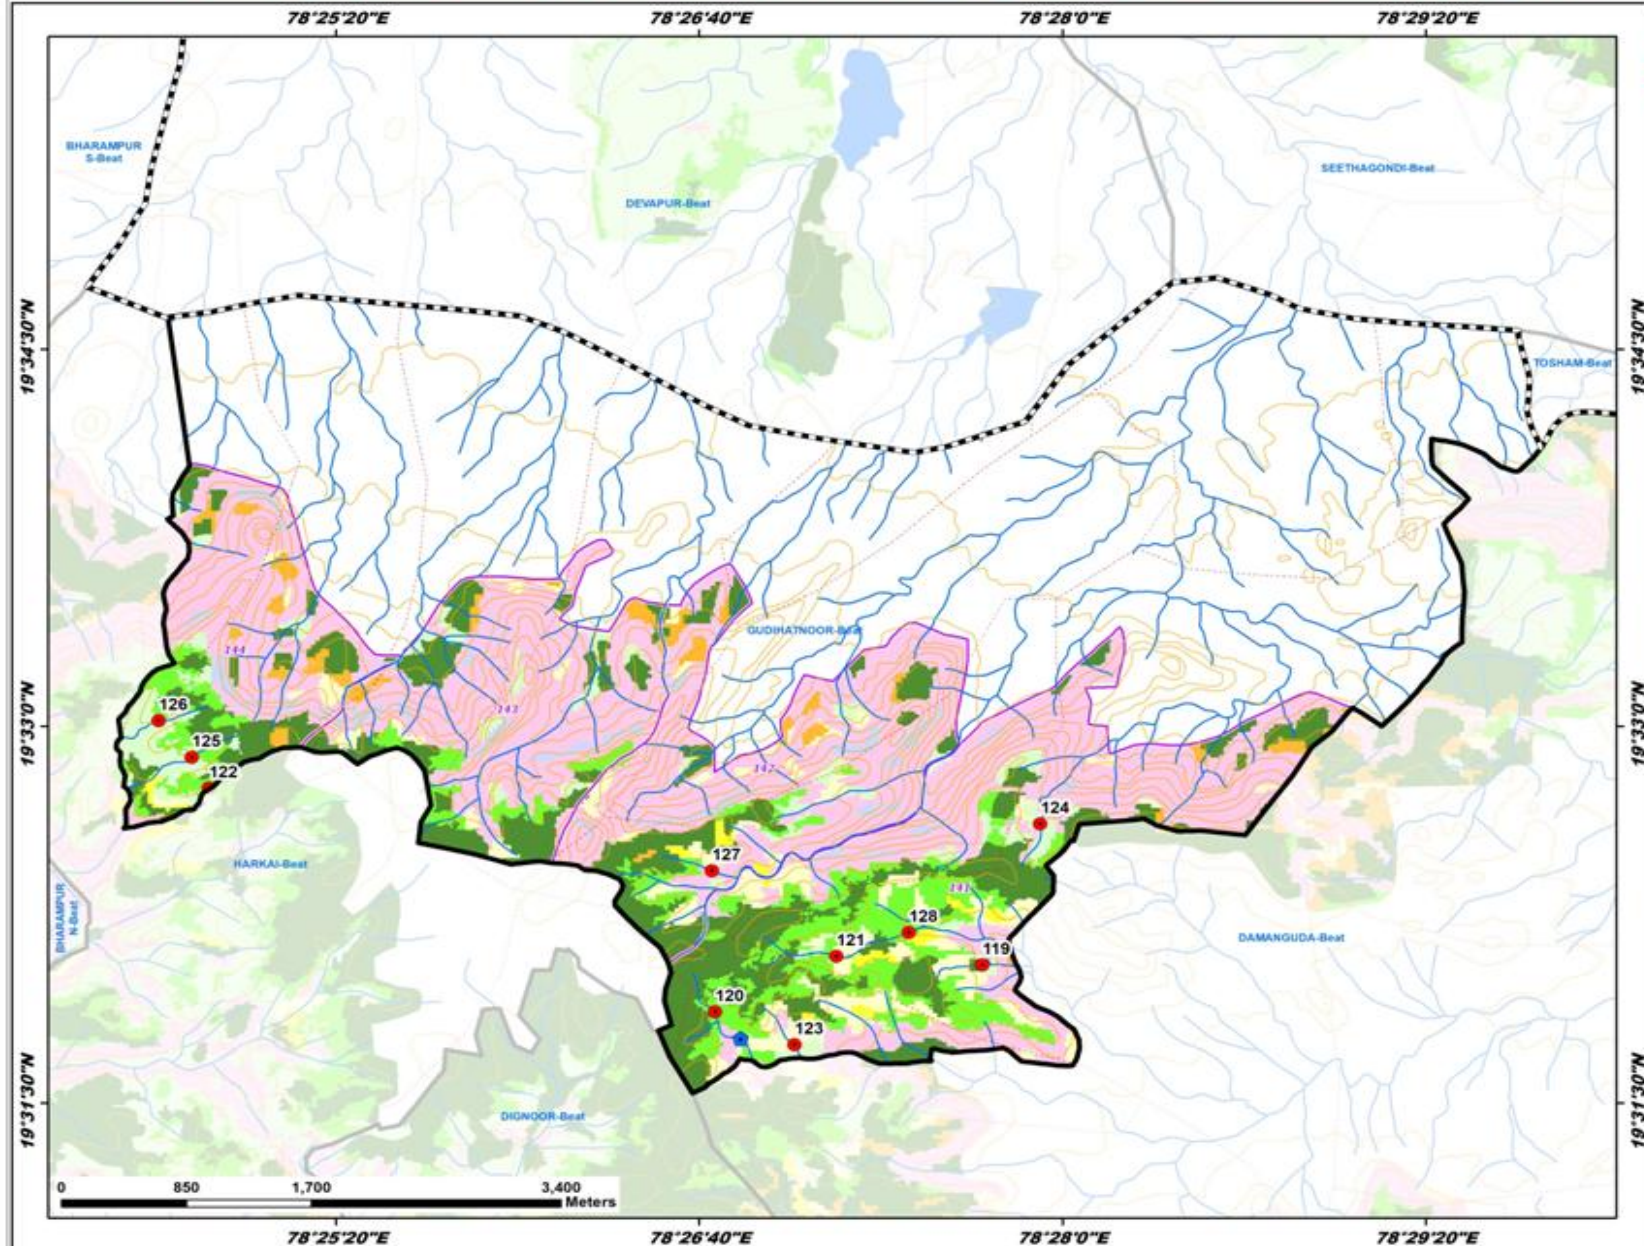 78°25'20"E 78°26'40"E 78°28'0"E 78°29'20"E
BHARAMPUR
S-Beat
SEETHAGONDI-Beat
DEVAPUR-Beat
19°34'30"N
19°34'30"N
TOSHAM-Beat
GUDIHATNOOR-Beat
144
143
126
19°33'0"N
19°33'0"N
125
122
147
124
127
HARKAI-Beat
141
BHARAMPUR
N-Beat
128
DAMANGUDA-Beat
121
119
120
123
19°31'30"N
19°31'30"N
DIGNOOR-Beat
0 850 1,700 3,400
Meters
78°25'20"E 78°26'40"E 78°28'0"E 78°29'20"E